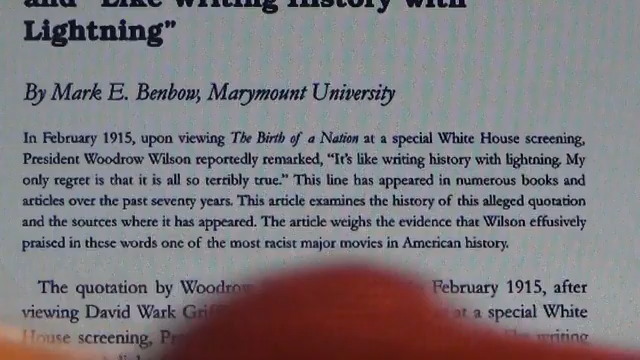 and "Like writing History with
Lightning"
By Mark E. Benbow, Marymount University
In February 1915, upon viewing The Birth of a Nation at a special White House screening,
President Woodrow Wilson reportedly remarked, "It's like writing history with lightning. My
only regret is that it is all so terribly true." This line has appeared in numerous books and
articles over the past seventy years. This article examines the history of this alleged quotation
and the sources where it has appeared. The article weighs the evidence that Wilson effusively
praised in these words one of the most racist major movies in American history.
The quotation by February 1915, after
viewing David Wark at a special White
House screening, writing